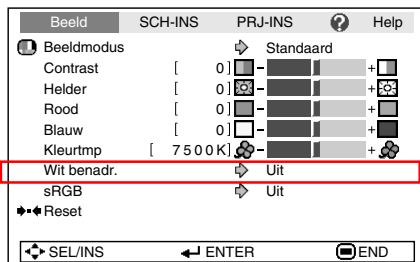 Beeld SCH-INS PRJ-INS ? Help
Beeldmodus Standaard
Contrast [ 0] - +
Helder [ 0] - +
Rood [ 0] - +
Blauw [ 0] - +
Kleurtmp [ 7500K] - +
Wit benadr. Uit
sRGB Uit
Reset
SEL/INS ENTER END